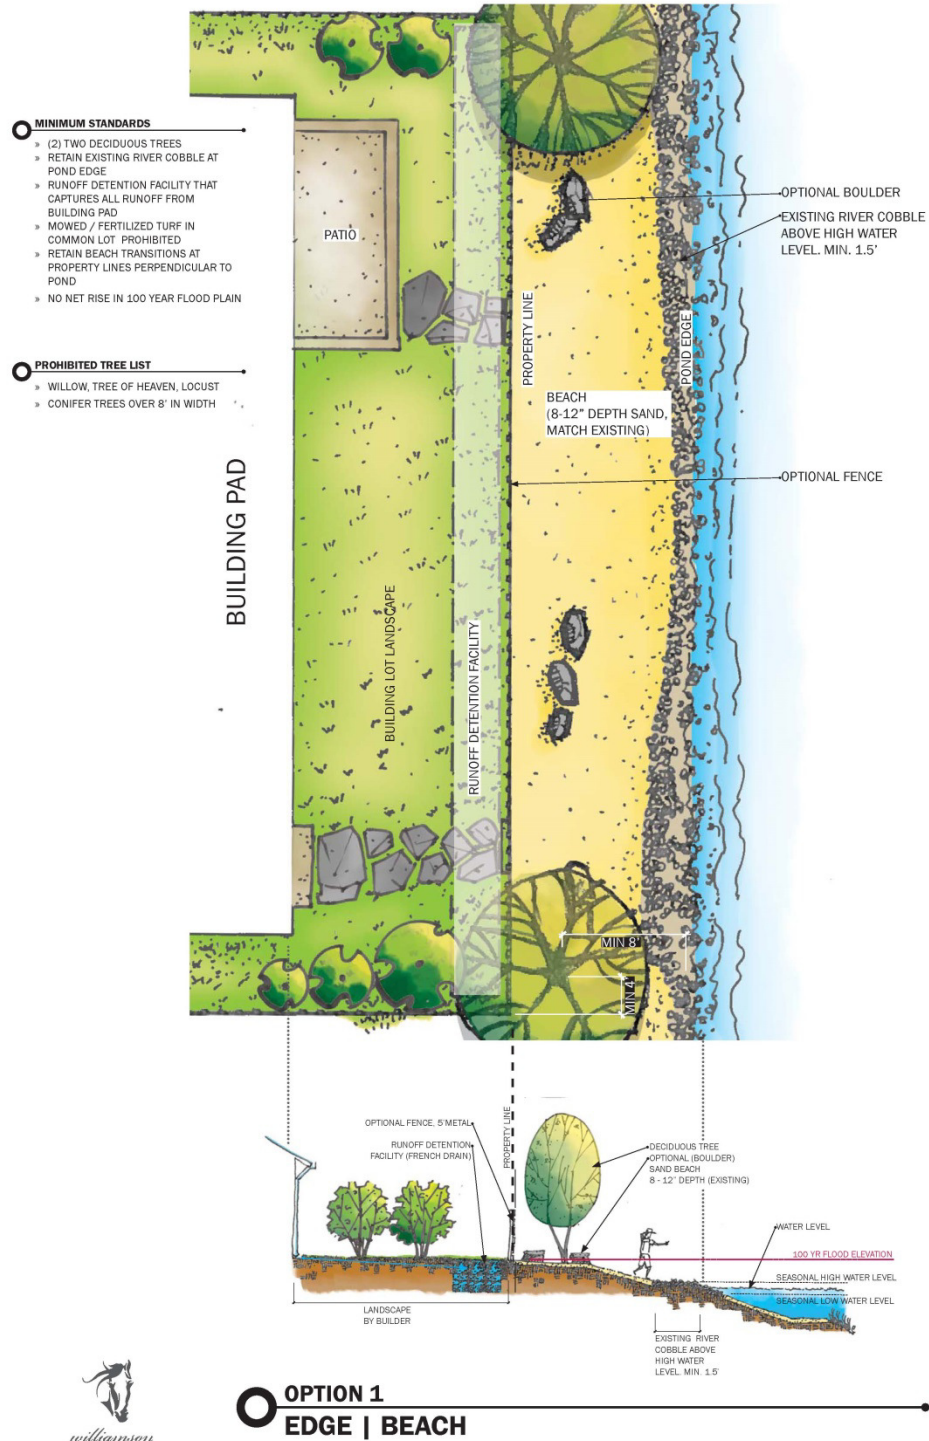 MINIMUM STANDARDS
» (2) TWO DECIDUOUS TREES
» RETAIN EXISTING RIVER COBBLE AT
POND EDGE
» RUNOFF DETENTION FACILITY THAT
CAPTURES ALL RUNOFF FROM
BUILDING PAD
» MOWED / FERTILIZED TURF IN
COMMON LOT PROHIBITED
» RETAIN BEACH TRANSITIONS AT
PROPERTY LINES PERPENDICULAR TO
POND
» NO NET RISE IN 100 YEAR FLOOD PLAIN
PROHIBITED TREE LIST
» WILLOW, TREE OF HEAVEN, LOCUST
» CONIFER TREES OVER 8' IN WIDTH
BUILDING PAD
PATIO
BUILDING LOT LANDSCAPE
RUNOFF DETENTION FACILITY
PROPERTY LINE
BEACH
(8-12" DEPTH SAND,
MATCH EXISTING)
POND EDGE
OPTIONAL BOULDER
EXISTING RIVER COBBLE
ABOVE HIGH WATER
LEVEL. MIN. 1.5'
OPTIONAL FENCE
MIN 8'
MIN 4'
OPTIONAL FENCE, 5'METAL
RUNOFF DETENTION
FACILITY (FRENCH DRAIN)
PROPERTY LINE
DECIDUOUS TREE
OPTIONAL (BOULDER)
SAND BEACH
8 - 12" DEPTH (EXISTING)
WATER LEVEL
100 YR FLOOD ELEVATION
SEASONAL HIGH WATER LEVEL
SEASONAL LOW WATER LEVEL
LANDSCAPE
BY BUILDER
EXISTING RIVER
COBBLE ABOVE
HIGH WATER
LEVEL. MIN. 1.5'
williamson
OPTION 1
EDGE | BEACH